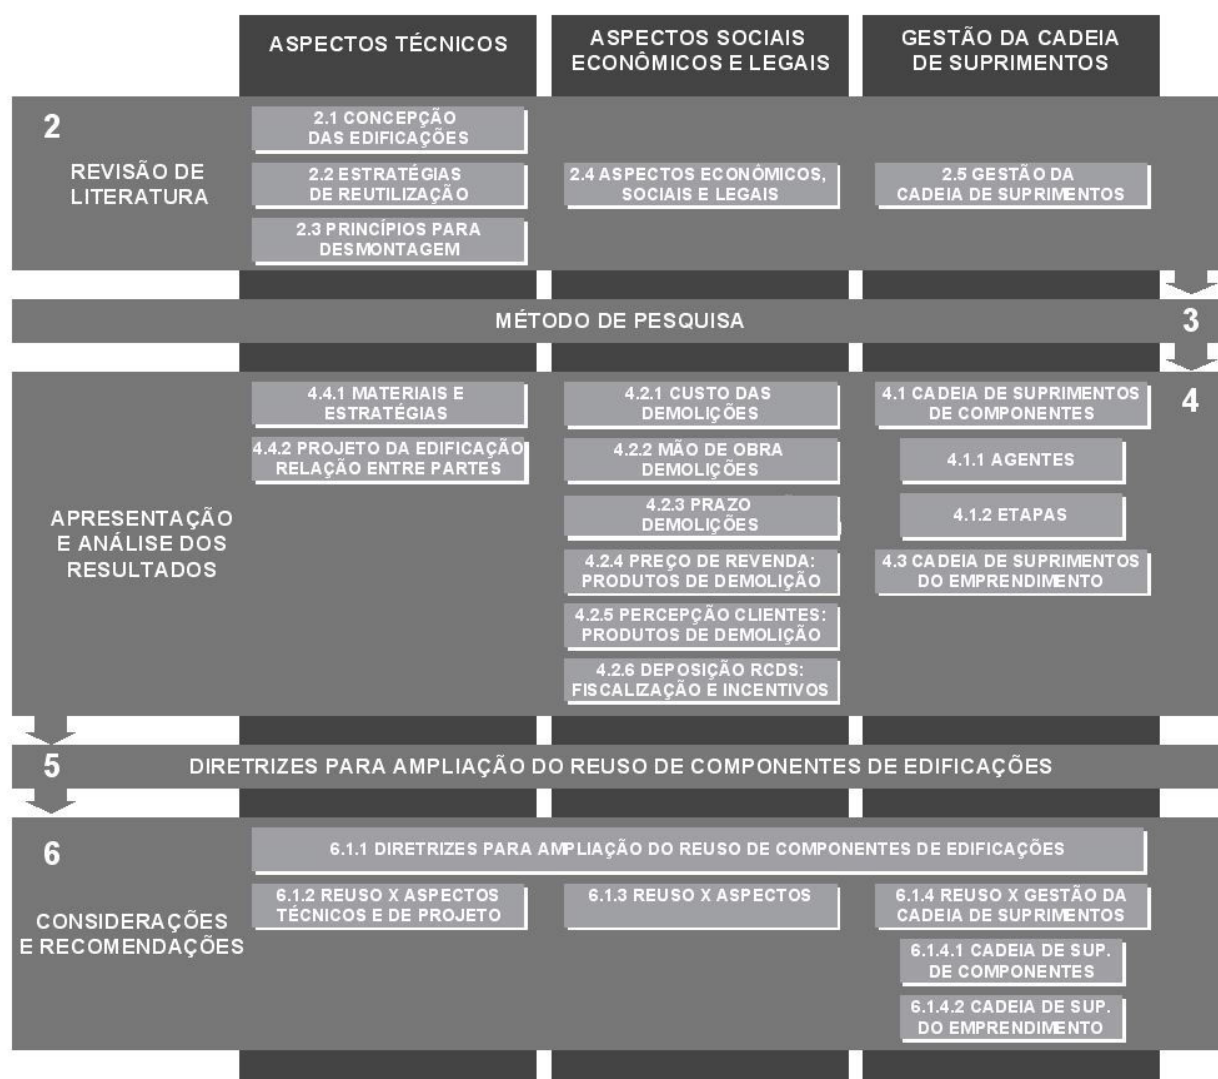 ASPECTOS TÉCNICOS
ASPECTOS SOCIAIS
ECONÔMICOS E LEGAIS
GESTÃO DA CADEIA
DE SUPRIMENTOS
2
REVISÃO DE
LITERATURA
2.1 CONCEPÇÃO
DAS EDIFICAÇÕES
2.2 ESTRATÉGIAS
DE REUTILIZAÇÃO
2.3 PRINCÍPIOS PARA
DESMONTAGEM
2.4 ASPECTOS ECONÔMICOS,
SOCIAIS E LEGAIS
2.5 GESTÃO DA
CADEIA DE SUPRIMENTOS
MÉTODO DE PESQUISA
3
APRESENTAÇÃO
E ANÁLISE DOS
RESULTADOS
4.4.1 MATERIAIS E
ESTRATÉGIAS
4.4.2 PROJETO DA EDIFICAÇÃO
RELAÇÃO ENTRE PARTES
4.2.1 CUSTO DAS
DEMOLIÇÕES
4.2.2 MÃO DE OBRA
DEMOLIÇÕES
4.2.3 PRAZO
DEMOLIÇÕES
4.2.4 PREÇO DE REVENDA:
PRODUTOS DE DEMOLIÇÃO
4.2.5 PERCEPÇÃO CLIENTES:
PRODUTOS DE DEMOLIÇÃO
4.2.6 DEPOSIÇÃO RCDS:
FISCALIZAÇÃO E INCENTIVOS
4.1 CADEIA DE SUPRIMENTOS
DE COMPONENTES
4.1.1 AGENTES
4.1.2 ETAPAS
4.3 CADEIA DE SUPRIMENTOS
DO EMPRENDIMENTO
4
5
DIRETRIZES PARA AMPLIAÇÃO DO REUSO DE COMPONENTES DE EDIFICAÇÕES
6
CONSIDERAÇÕES
E RECOMENDAÇÕES
6.1.1 DIRETRIZES PARA AMPLIAÇÃO DO REUSO DE COMPONENTES DE EDIFICAÇÕES
6.1.2 REUSO X ASPECTOS
TÉCNICOS E DE PROJETO
6.1.3 REUSO X ASPECTOS
6.1.4 REUSO X GESTÃO DA
CADEIA DE SUPRIMENTOS
6.1.4.1 CADEIA DE SUP.
DE COMPONENTES
6.1.4.2 CADEIA DE SUP.
DO EMPRENDIMENTO